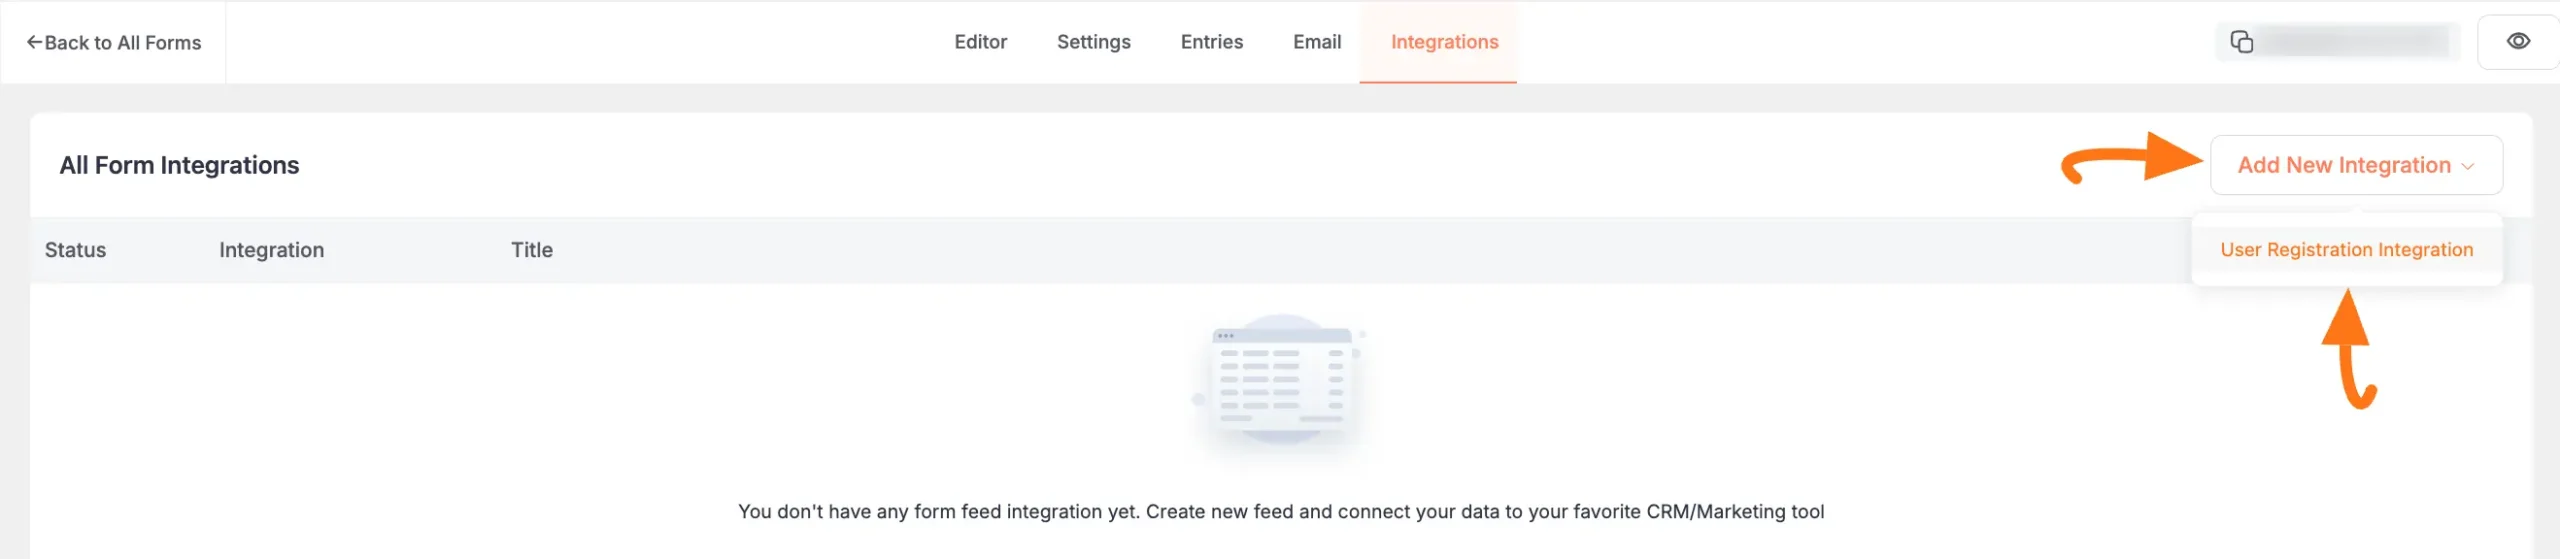 Back to All Forms
Editor
Settings
Entries
Email
Integrations
All Form Integrations
Add New Integration
Status
Integration
Title
User Registration Integration
You don't have any form feed integration yet. Create new feed and connect your data to your favorite CRM/Marketing tool